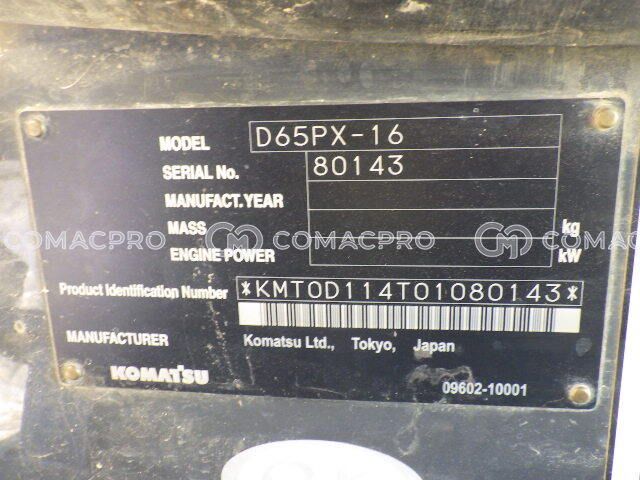 MODEL D65PX-16
SERIAL No. 80143
MANUFACT. YEAR
MASS kg
COMACPRO COMACPRO COMACPRO
ENGINE POWER kW
Product Identification Number *KMT0D114T01080143*
MANUFACTURER Komatsu Ltd., Tokyo, Japan
KOMATSU
09602-10001